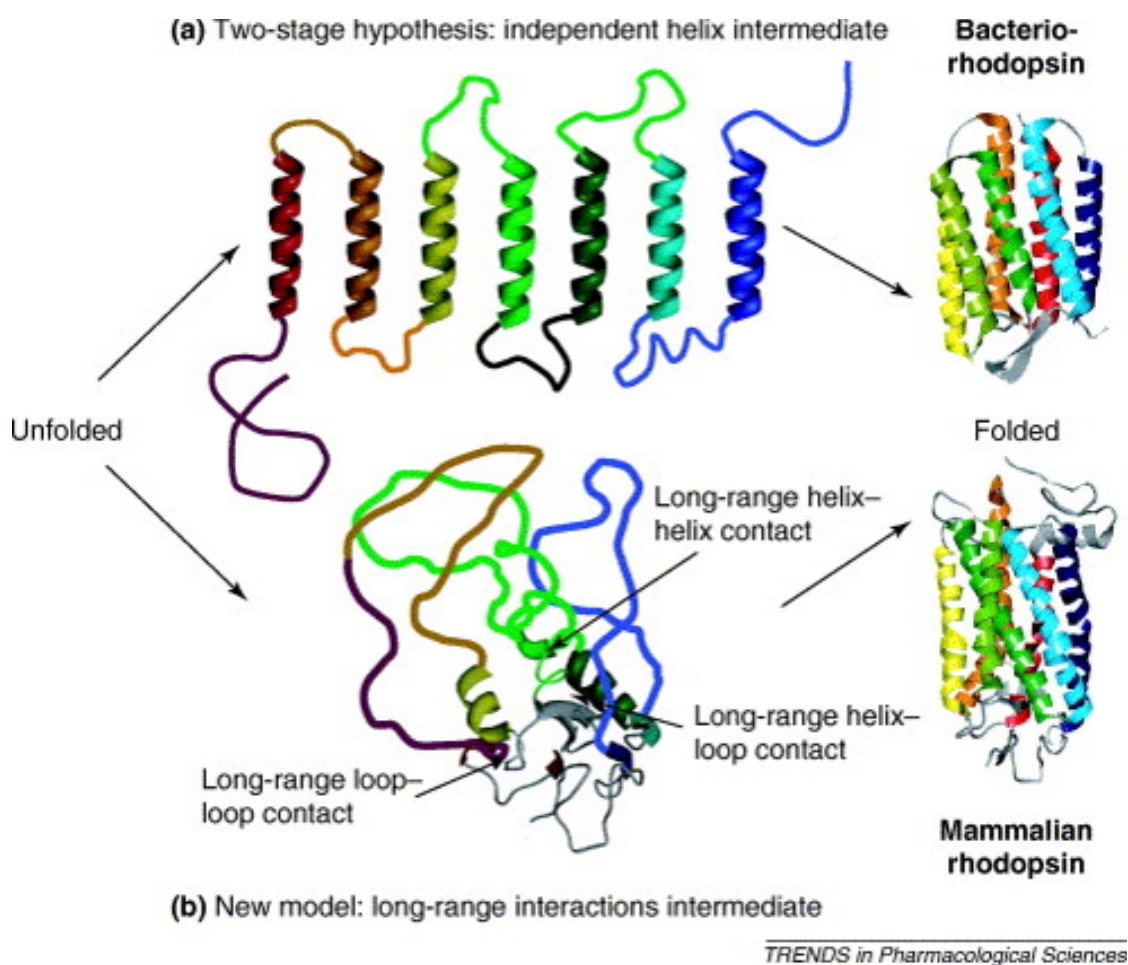 (a) Two-stage hypothesis: independent helix intermediate
Bacterio-
rhodopsin
Unfolded
Folded
Long-range helix–
helix contact
Long-range helix–
loop contact
Long-range loop–
loop contact
Mammalian
rhodopsin
(b) New model: long-range interactions intermediate
TRENDS in Pharmacological Sciences